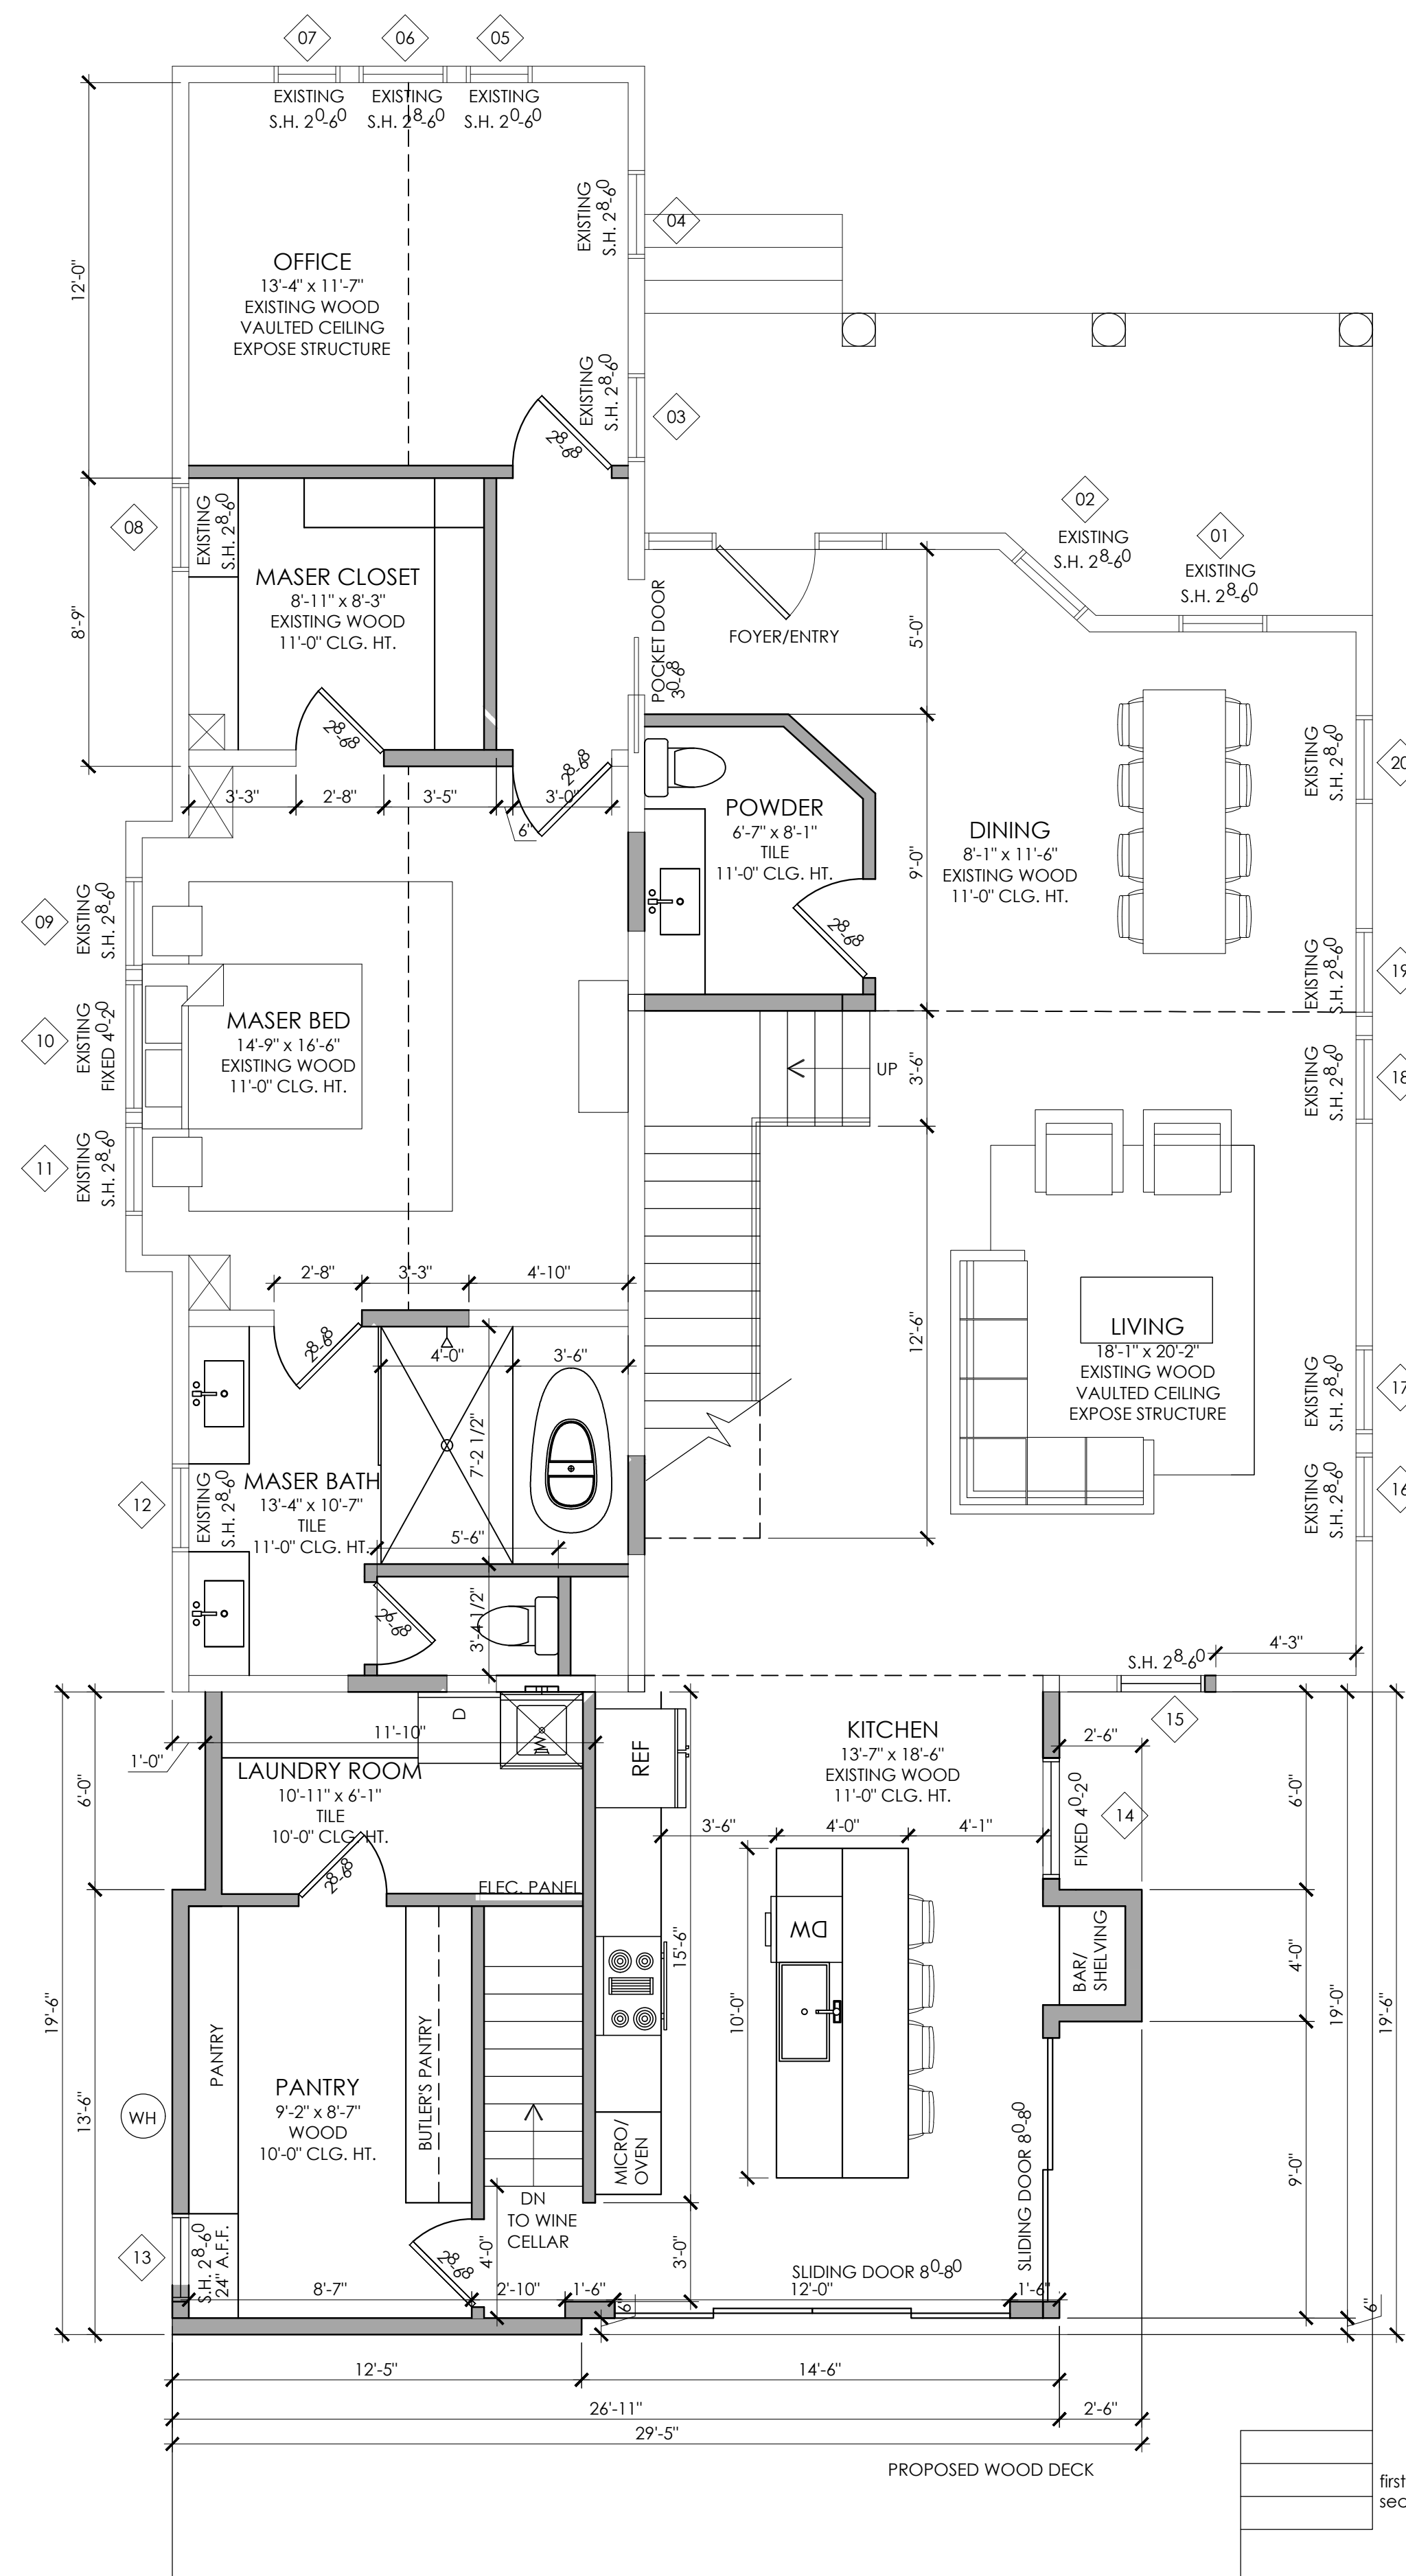 07
06
05
EXISTING
S.H. 2⁰-6⁰
EXISTING
S.H. 2⁸-6⁰
EXISTING
S.H. 2⁰-6⁰
12'-0"
EXISTING
S.H. 2⁸-6⁰
04
OFFICE
13'-4" x 11'-7"
EXISTING WOOD
VAULTED CEILING
EXPOSE STRUCTURE
EXISTING
S.H. 2⁸-6⁰
03
2⁸-6⁸
08
EXISTING
S.H. 2⁸-6⁰
02
EXISTING
S.H. 2⁸-6⁰
01
EXISTING
S.H. 2⁸-6⁰
8'-9"
MASER CLOSET
8'-11" x 8'-3"
EXISTING WOOD
11'-0" CLG. HT.
POCKET DOOR
3⁰-6⁸
FOYER/ENTRY
5'-0"
2⁸-6⁸
2⁸-6⁸
3'-3"
2'-8"
3'-5"
3'-0"
6"
POWDER
6'-7" x 8'-1"
TILE
11'-0" CLG. HT.
9'-0"
DINING
8'-1" x 11'-6"
EXISTING WOOD
11'-0" CLG. HT.
EXISTING
S.H. 2⁸-6⁰
20
2⁸-6⁸
09
EXISTING
S.H. 2⁸-6⁰
EXISTING
S.H. 2⁸-6⁰
19
10
EXISTING
FIXED 4⁰-2⁰
MASER BED
14'-9" x 16'-6"
EXISTING WOOD
11'-0" CLG. HT.
UP
3'-6"
EXISTING
S.H. 2⁸-6⁰
18
11
EXISTING
S.H. 2⁸-6⁰
2'-8"
3'-3"
4'-10"
12'-6"
LIVING
18'-1" x 20'-2"
EXISTING WOOD
VAULTED CEILING
EXPOSE STRUCTURE
2⁸-6⁸
4'-0"
3'-6"
EXISTING
S.H. 2⁸-6⁰
17
7'-2 1/2"
12
EXISTING
S.H. 2⁸-6⁰
MASER BATH
13'-4" x 10'-7"
TILE
11'-0" CLG. HT.
EXISTING
S.H. 2⁸-6⁰
16
5'-6"
2⁶-6⁸
3'-4 1/2"
4'-3"
S.H. 2⁸-6⁰
15
D
11'-10"
1'-0"
REF
KITCHEN
13'-7" x 18'-6"
EXISTING WOOD
11'-0" CLG. HT.
2'-6"
LAUNDRY ROOM
10'-11" x 6'-1"
TILE
10'-0" CLG. HT.
6'-0"
FIXED 4⁰-2⁰
14
6'-0"
3'-6"
4'-0"
4'-1"
2⁸-6⁸
ELEC. PANEL
DW
15'-6"
10'-0"
BAR/
SHELVING
4'-0"
19'-6"
19'-0"
19'-6"
PANTRY
BUTLER'S PANTRY
13'-6"
WH
PANTRY
9'-2" x 8'-7"
WOOD
10'-0" CLG. HT.
MICRO/
OVEN
SLIDING DOOR 8⁰-8⁰
9'-0"
DN
TO WINE
CELLAR
13
S.H. 2⁸-6⁰
24" A.F.F.
2⁸-6⁸
4'-0"
3'-0"
SLIDING DOOR 8⁰-8⁰
8'-7"
2'-10"
1'-6"
12'-0"
1'-6"
6"
6"
12'-5"
14'-6"
26'-11"
2'-6"
29'-5"
PROPOSED WOOD DECK
first
sec